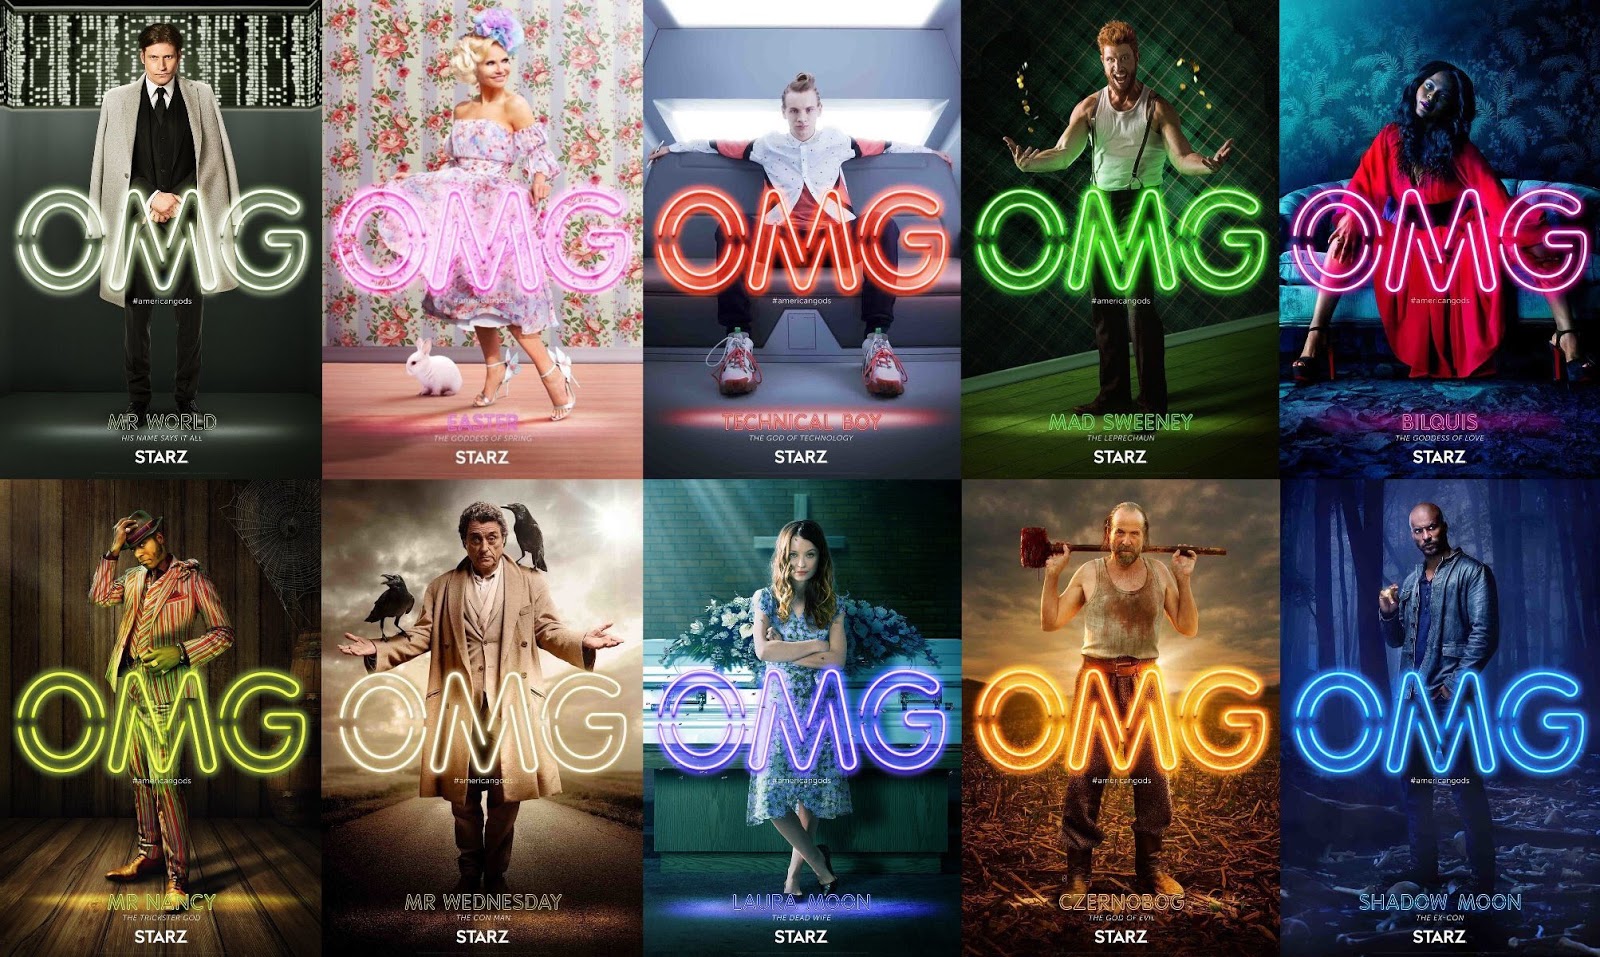 OMG
#americangods
MR WORLD
HIS NAME SAYS IT ALL
STARZ
OMG
#americangods
EASTER
THE GODDESS OF SPRING
STARZ
OMG
#americangods
TECHNICAL BOY
THE GOD OF TECHNOLOGY
STARZ
OMG
#americangods
MAD SWEENEY
THE LEPRECHAUN
STARZ
OMG
#americangods
BILQUIS
THE GODDESS OF LOVE
STARZ
OMG
#americangods
MR NANCY
THE TRICKSTER GOD
STARZ
OMG
#americangods
MR WEDNESDAY
THE CON MAN
STARZ
OMG
#americangods
LAURA MOON
THE DEAD WIFE
STARZ
OMG
#americangods
CZERNOBOG
THE GOD OF EVIL
STARZ
OMG
#americangods
SHADOW MOON
THE EX-CON
STARZ